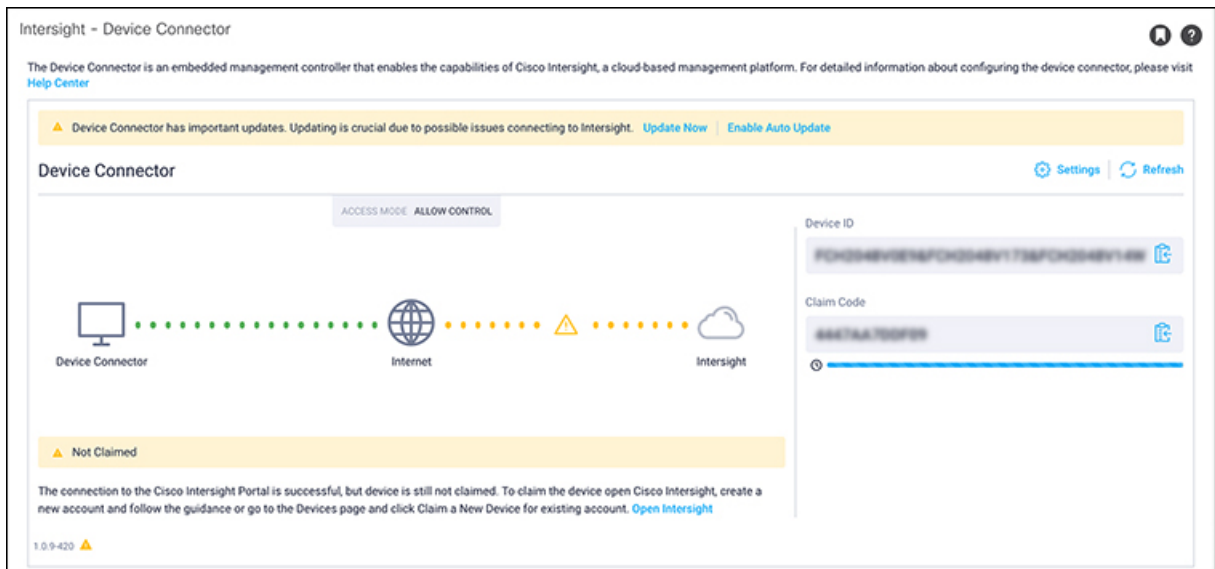 Intersight - Device Connector
The Device Connector is an embedded management controller that enables the capabilities of Cisco Intersight, a cloud-based management platform. For detailed information about configuring the device connector, please visit
Help Center
Device Connector has important updates. Updating is crucial due to possible issues connecting to Intersight. Update Now | Enable Auto Update
Device Connector
Settings | Refresh
ACCESS MODE ALLOW CONTROL
Device Connector
Internet
Intersight
Device ID
Claim Code
Not Claimed
The connection to the Cisco Intersight Portal is successful, but device is still not claimed. To claim the device open Cisco Intersight, create a
new account and follow the guidance or go to the Devices page and click Claim a New Device for existing account. Open Intersight
1.0.9-420